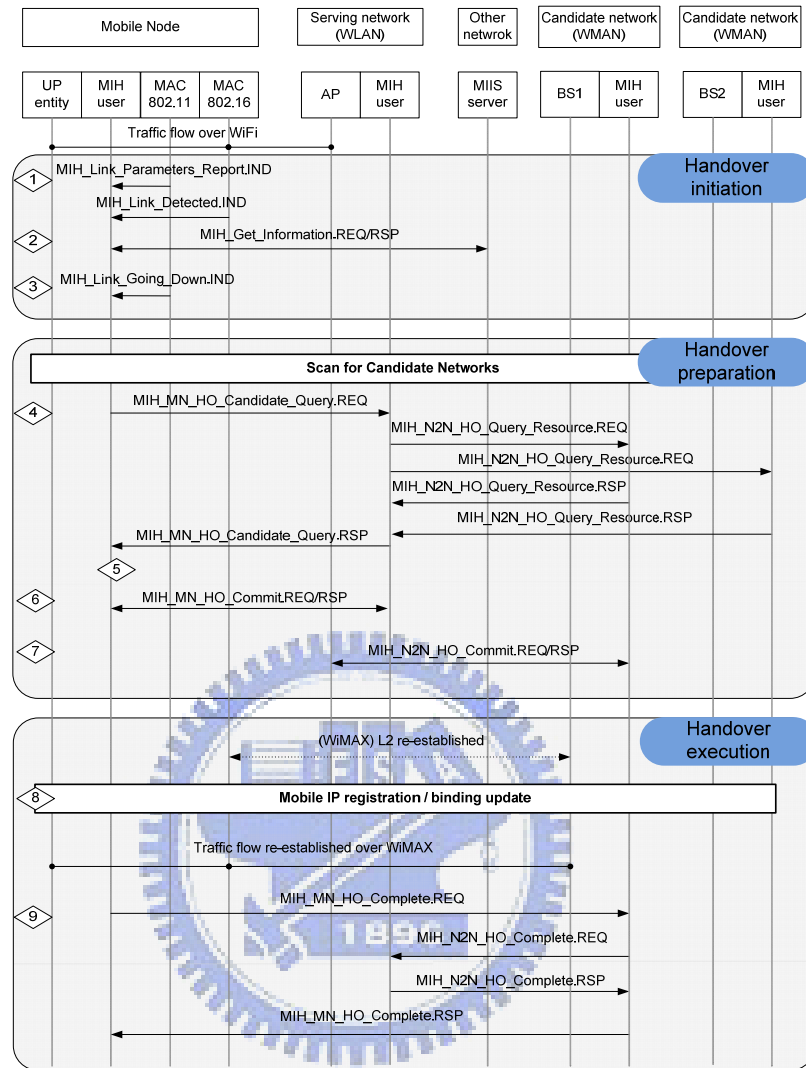 Mobile Node
Serving network
(WLAN)
Other
netwrok
Candidate network
(WMAN)
Candidate network
(WMAN)
UP
entity
MIH
user
MAC
802.11
MAC
802.16
AP
MIH
user
MIIS
server
BS1
MIH
user
BS2
MIH
user
Traffic flow over WiFi
Handover
initiation
1
MIH_Link_Parameters_Report.IND
MIH_Link_Detected.IND
2
MIH_Get_Information.REQ/RSP
3
MIH_Link_Going_Down.IND
Handover
preparation
Scan for Candidate Networks
4
MIH_MN_HO_Candidate_Query.REQ
MIH_N2N_HO_Query_Resource.REQ
MIH_N2N_HO_Query_Resource.REQ
MIH_N2N_HO_Query_Resource.RSP
MIH_N2N_HO_Query_Resource.RSP
MIH_MN_HO_Candidate_Query.RSP
5
6
MIH_MN_HO_Commit.REQ/RSP
7
MIH_N2N_HO_Commit.REQ/RSP
Handover
execution
(WiMAX) L2 re-established
8
Mobile IP registration / binding update
Traffic flow re-established over WiMAX
9
MIH_MN_HO_Complete.REQ
1896
MIH_N2N_HO_Complete.REQ
MIH_N2N_HO_Complete.RSP
MIH_MN_HO_Complete.RSP